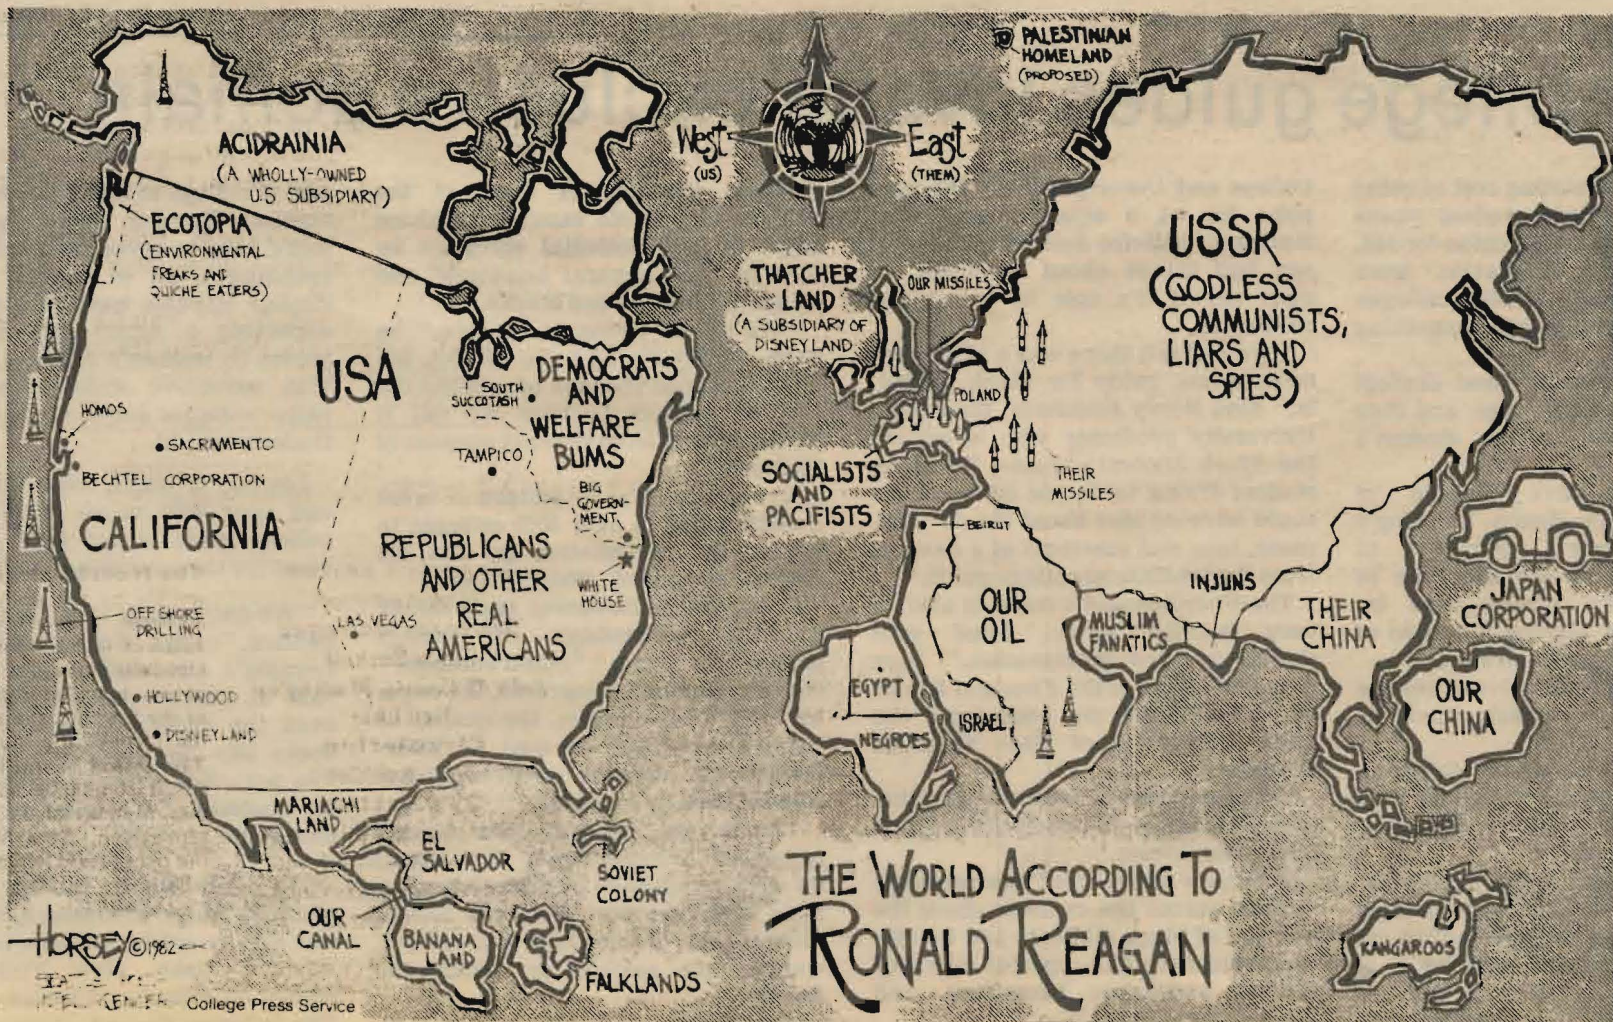 PALESTINIAN
HOMELAND
(PROPOSED)
ACIDRAINIA
(A WHOLLY-OWNED
U.S SUBSIDIARY)
West
(US)
East
(THEM)
ECOTOPIA
(ENVIRONMENTAL
FREAKS AND
QUICHE EATERS)
USSR
(GODLESS
COMMUNISTS,
LIARS AND
SPIES)
THATCHER
LAND
(A SUBSIDIARY OF
DISNEYLAND
OUR MISSILES
USA
SOUTH
SUCCOTASH
DEMOCRATS
AND
WELFARE
BUMS
POLAND
HOMOS
SACRAMENTO
BECHTEL CORPORATION
TAMPICO
BIG
GOVERN-
MENT
SOCIALISTS
AND
PACIFISTS
THEIR
MISSILES
CALIFORNIA
REPUBLICANS
AND OTHER
REAL
AMERICANS
WHITE
HOUSE
BEIRUT
OFF SHORE
DRILLING
LAS VEGAS
OUR
OIL
MUSLIM
FANATICS
INJUNS
THEIR
CHINA
JAPAN
CORPORATION
HOLLYWOOD
DISNEYLAND
EGYPT
NEGROES
ISRAEL
OUR
CHINA
MARIACHI
LAND
EL
SALVADOR
SOVIET
COLONY
OUR
CANAL
BANANA
LAND
FALKLANDS
THE WORLD ACCORDING TO
RONALD REAGAN
KANGAROOS
HORSEY ©1982
College Press Service